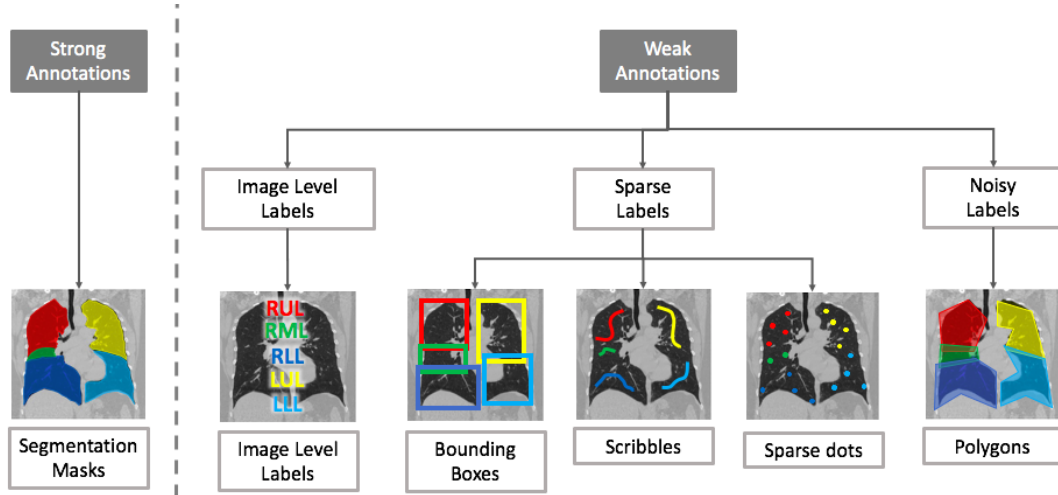 Strong
Annotations
Weak
Annotations
Image Level
Labels
Sparse
Labels
Noisy
Labels
RUL
RML
RLL
LUL
LLL
Segmentation
Masks
Image Level
Labels
Bounding
Boxes
Scribbles
Sparse dots
Polygons